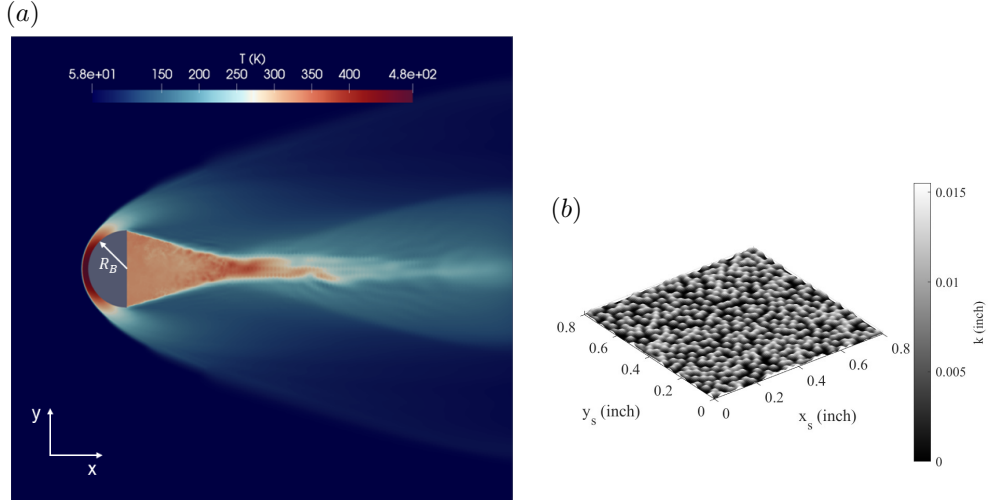 (a)
T (K)
5.8e+01 150 200 250 300 350 400 4.8e+02
R_B
y
x
(b)
0.015
0.01
0.005
0
k (inch)
0.8
0.6
0.4
0.2
0
y_s (inch)
0
0.2
0.4
0.6
0.8
x_s (inch)